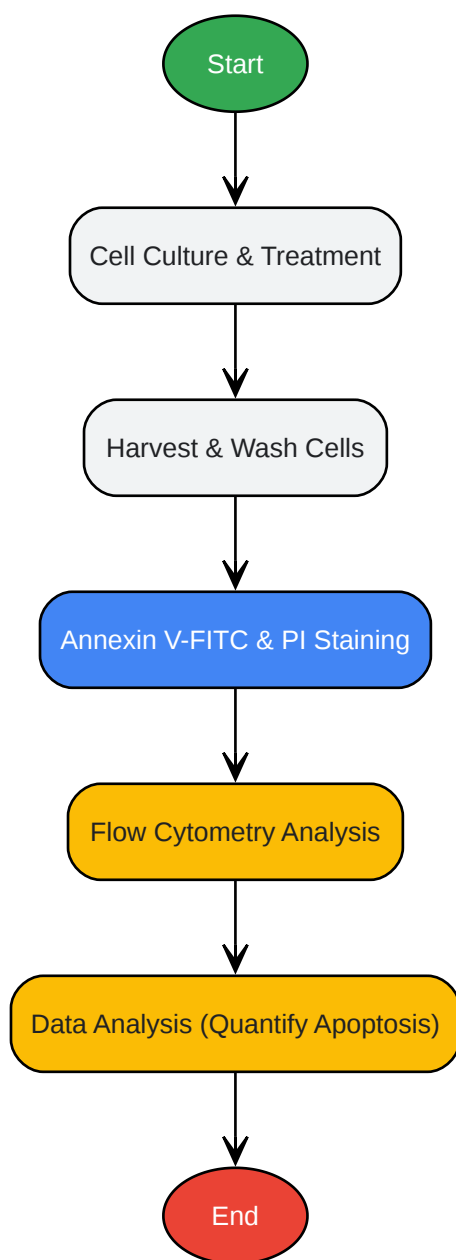 Start
Cell Culture & Treatment
Harvest & Wash Cells
Annexin V-FITC & PI Staining
Flow Cytometry Analysis
Data Analysis (Quantify Apoptosis)
End